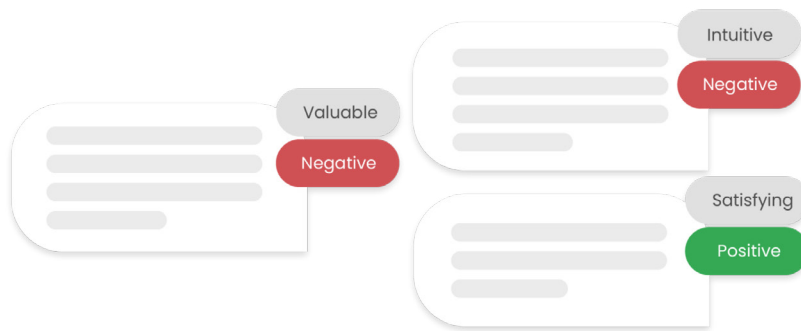 Valuable
Negative
Intuitive
Negative
Satisfying
Positive